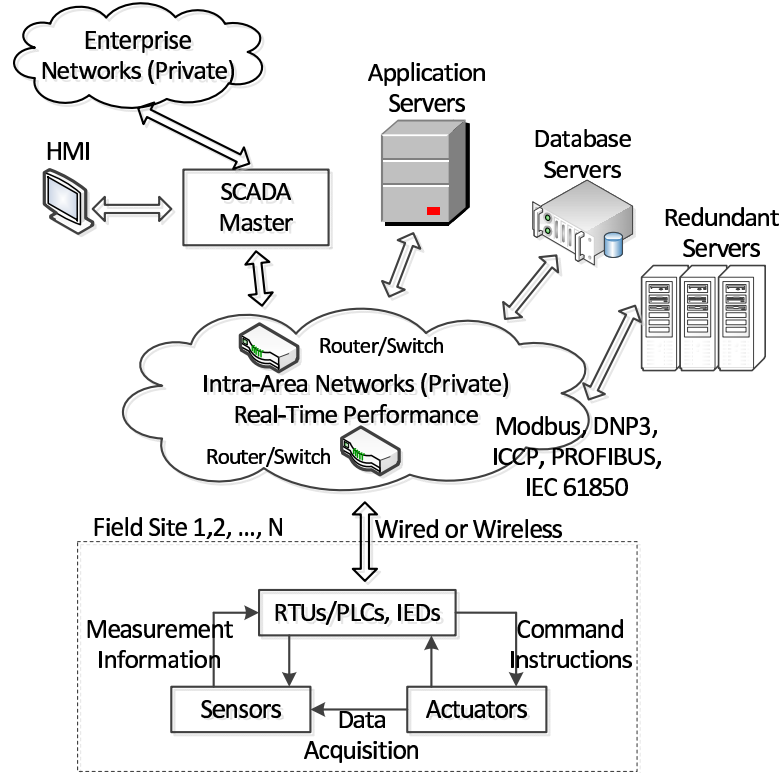 Enterprise
Networks (Private)
Application
Servers
HMI
Database
Servers
SCADA
Master
Redundant
Servers
Router/Switch
Intra-Area Networks (Private)
Real-Time Performance
Router/Switch
Modbus, DNP3,
ICCP, PROFIBUS,
IEC 61850
Field Site 1,2, ..., N
Wired or Wireless
RTUs/PLCs, IEDs
Measurement
Information
Command
Instructions
Sensors
Data
Acquisition
Actuators